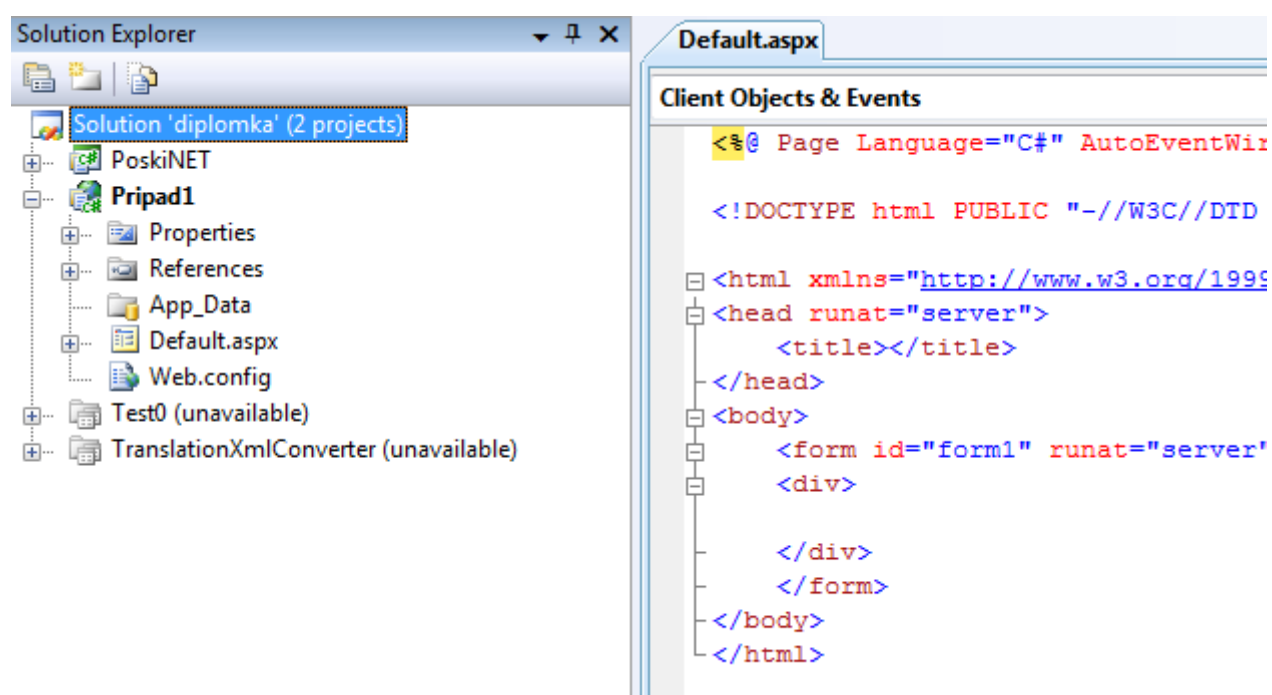 Solution Explorer
Solution 'diplomka' (2 projects)
PoskiNET
Pripad1
Properties
References
App_Data
Default.aspx
Web.config
Test0 (unavailable)
TranslationXmlConverter (unavailable)
Default.aspx
Client Objects & Events
<%@ Page Language="C#" AutoEventWir
<!DOCTYPE html PUBLIC "-//W3C//DTD
<html xmlns="http://www.w3.org/1999
<head runat="server">
<title></title>
</head>
<body>
<form id="form1" runat="server"
<div>
</div>
</form>
</body>
</html>